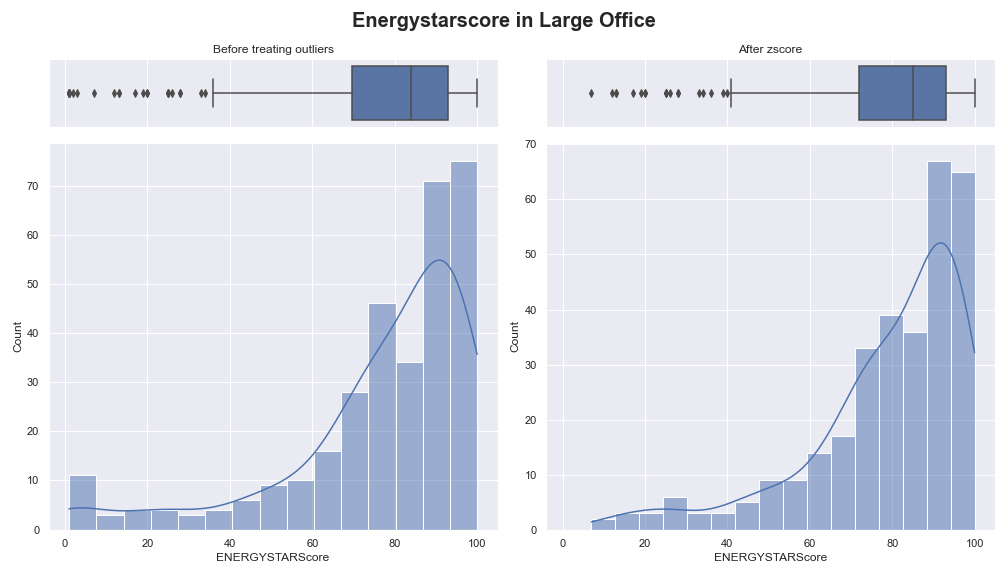 Energystarscore in Large Office
Before treating outliers
After zscore
Count
70
60
50
40
30
20
10
0
0 20 40 60 80 100
ENERGYSTARScore
Count
70
60
50
40
30
20
10
0
0 20 40 60 80 100
ENERGYSTARScore